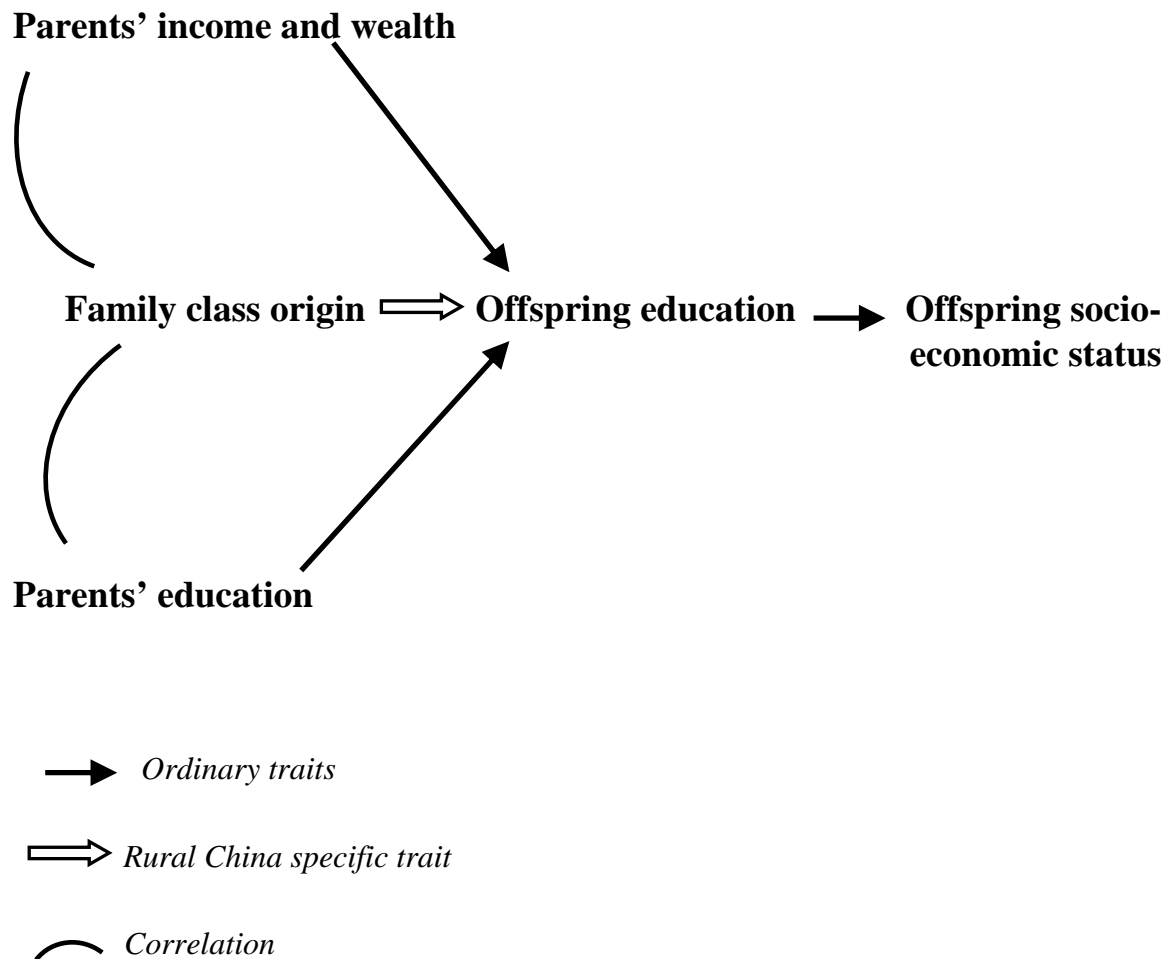 Parents’ income and wealth
Family class origin
Offspring education
Offspring socio-
economic status
Parents’ education
Ordinary traits
Rural China specific trait
Correlation